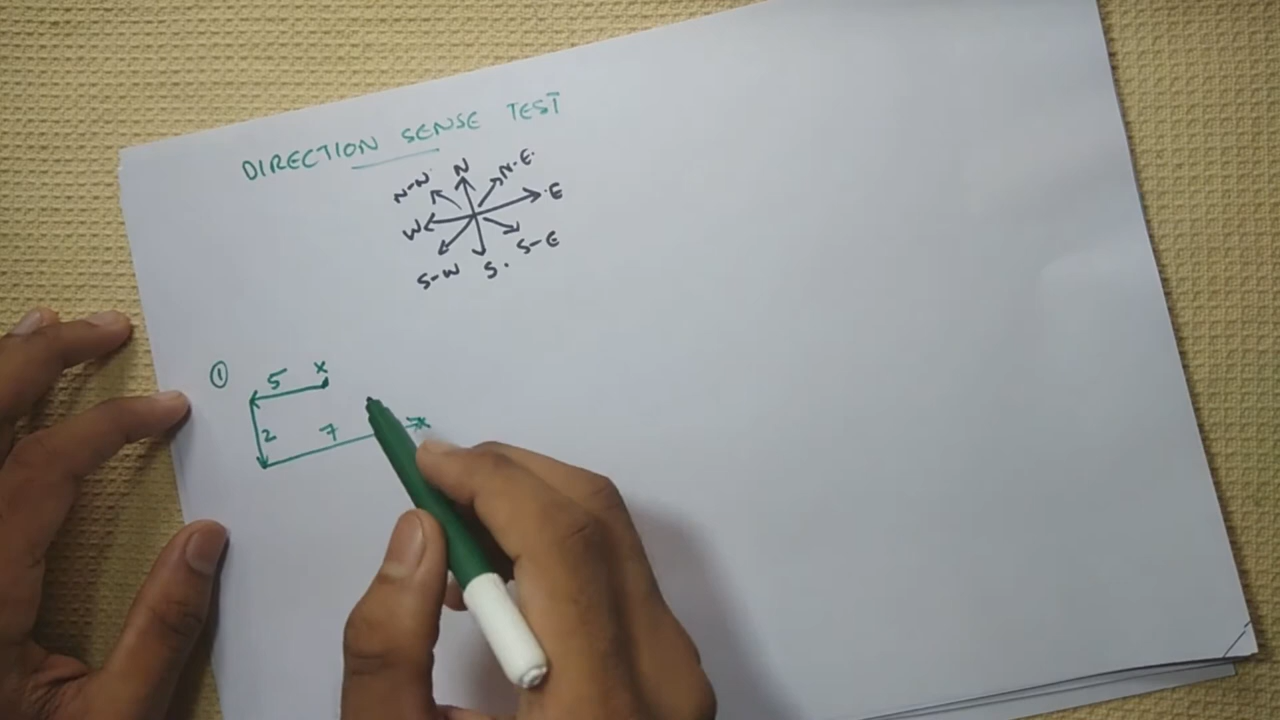 DIRECTION SENSE TEST
N
N-W N-E.
W E
S-W S. S-E
① 5 x
2 7 x